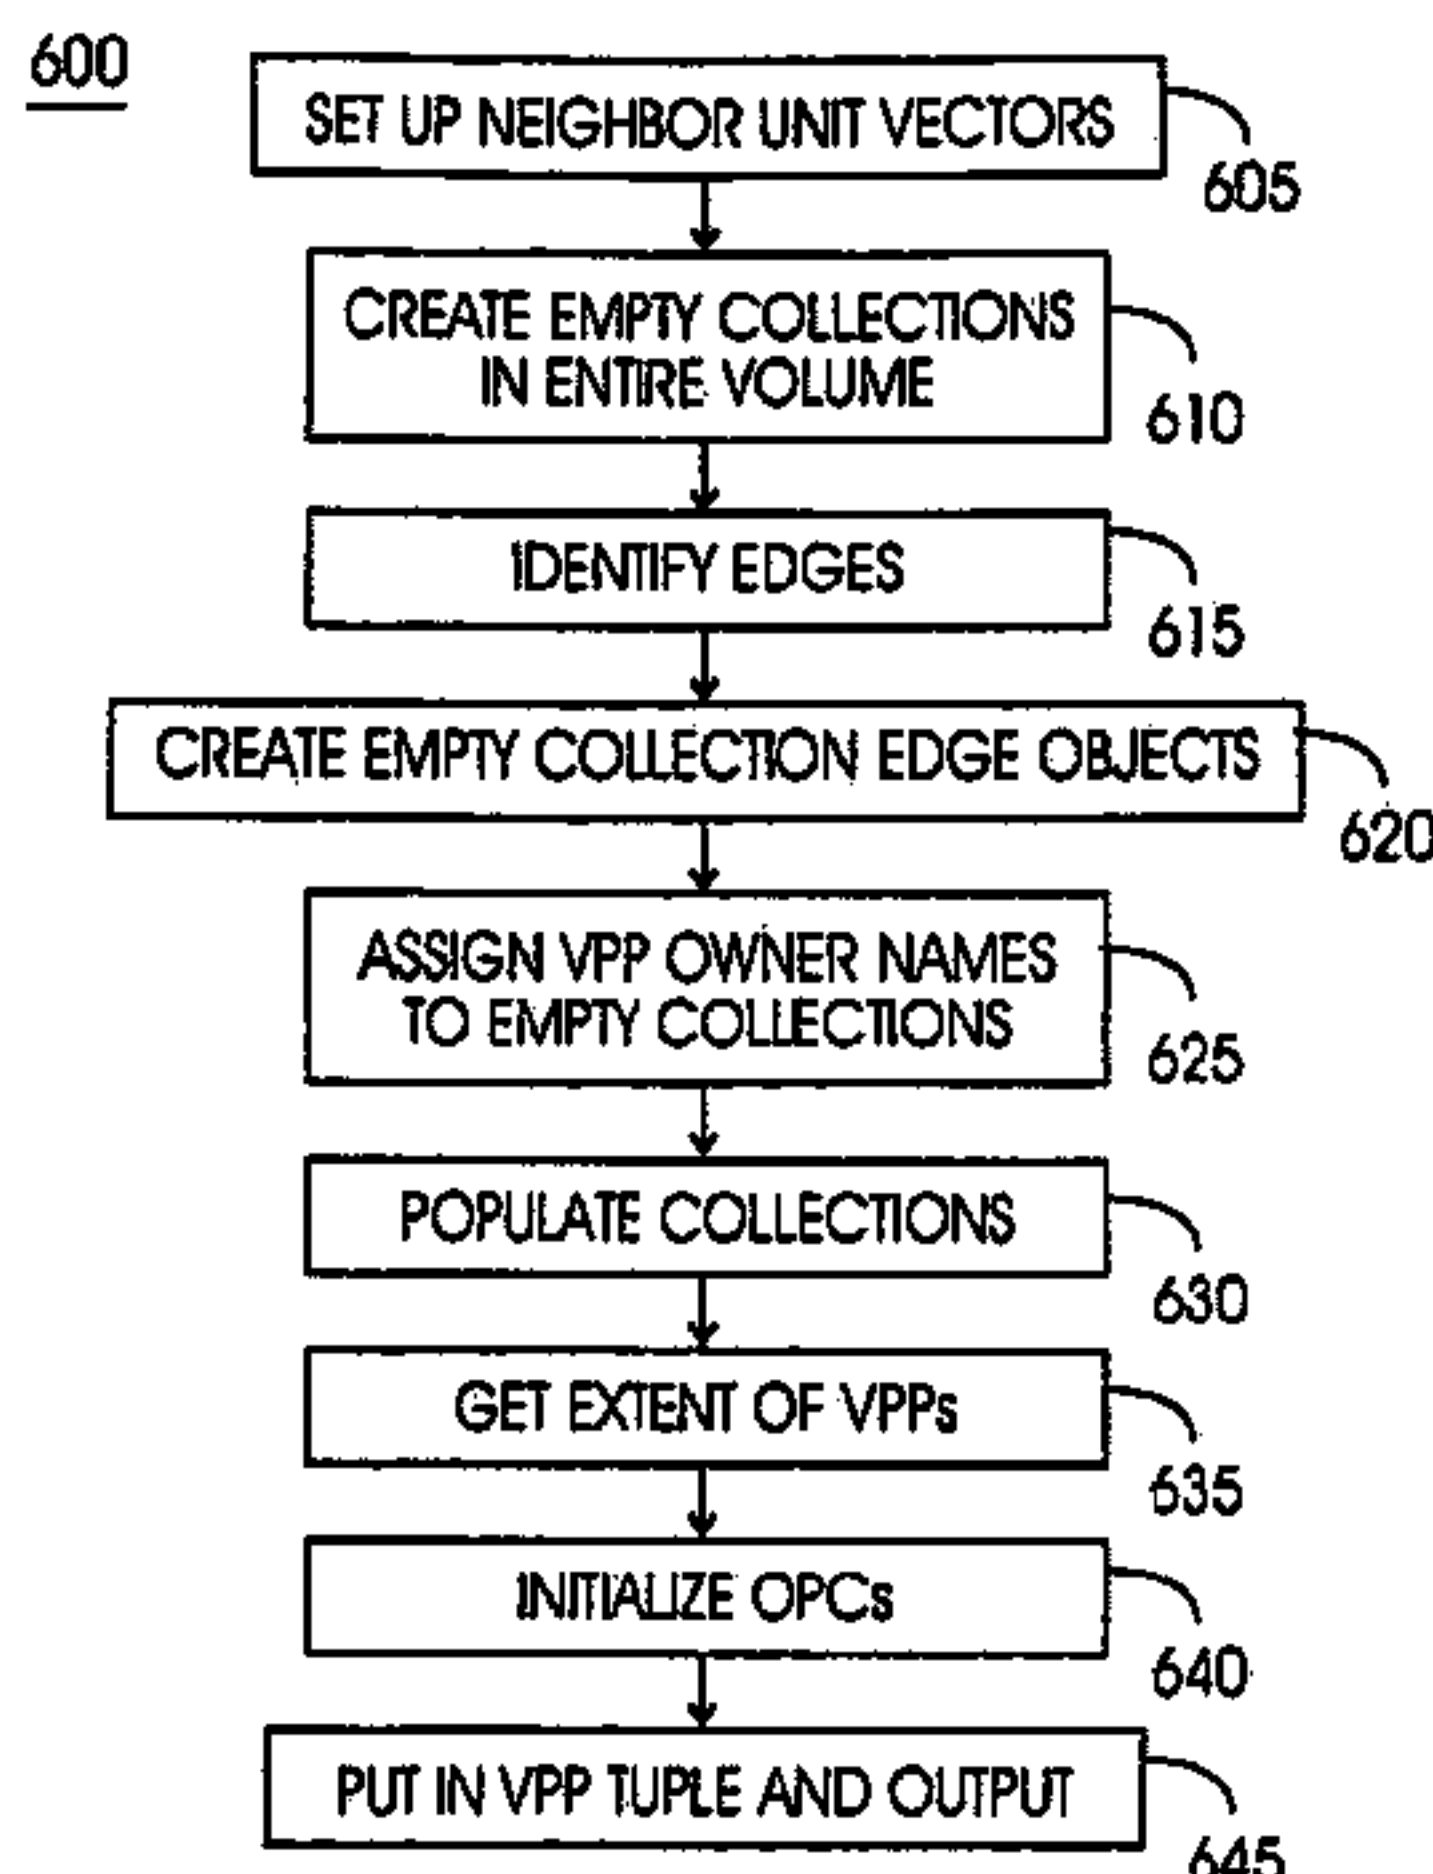 600
SET UP NEIGHBOR UNIT VECTORS
605
CREATE EMPTY COLLECTIONS
IN ENTIRE VOLUME
610
IDENTIFY EDGES
615
CREATE EMPTY COLLECTION EDGE OBJECTS
620
ASSIGN VPP OWNER NAMES
TO EMPTY COLLECTIONS
625
POPULATE COLLECTIONS
630
GET EXTENT OF VPPs
635
INITIALIZE OPCs
640
PUT IN VPP TUPLE AND OUTPUT
645